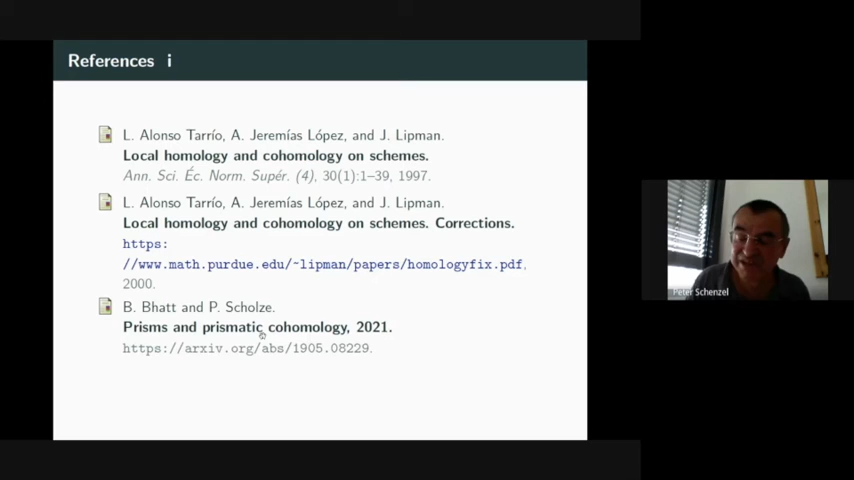 References i
L. Alonso Tarrío, A. Jeremías López, and J. Lipman.
Local homology and cohomology on schemes.
Ann. Sci. Éc. Norm. Supér. (4), 30(1):1–39, 1997.
L. Alonso Tarrío, A. Jeremías López, and J. Lipman.
Local homology and cohomology on schemes. Corrections.
https:
//www.math.purdue.edu/~lipman/papers/homologyfix.pdf,
2000.
B. Bhatt and P. Scholze.
Prisms and prismatic cohomology, 2021.
https://arxiv.org/abs/1905.08229.
Peter Schenzel